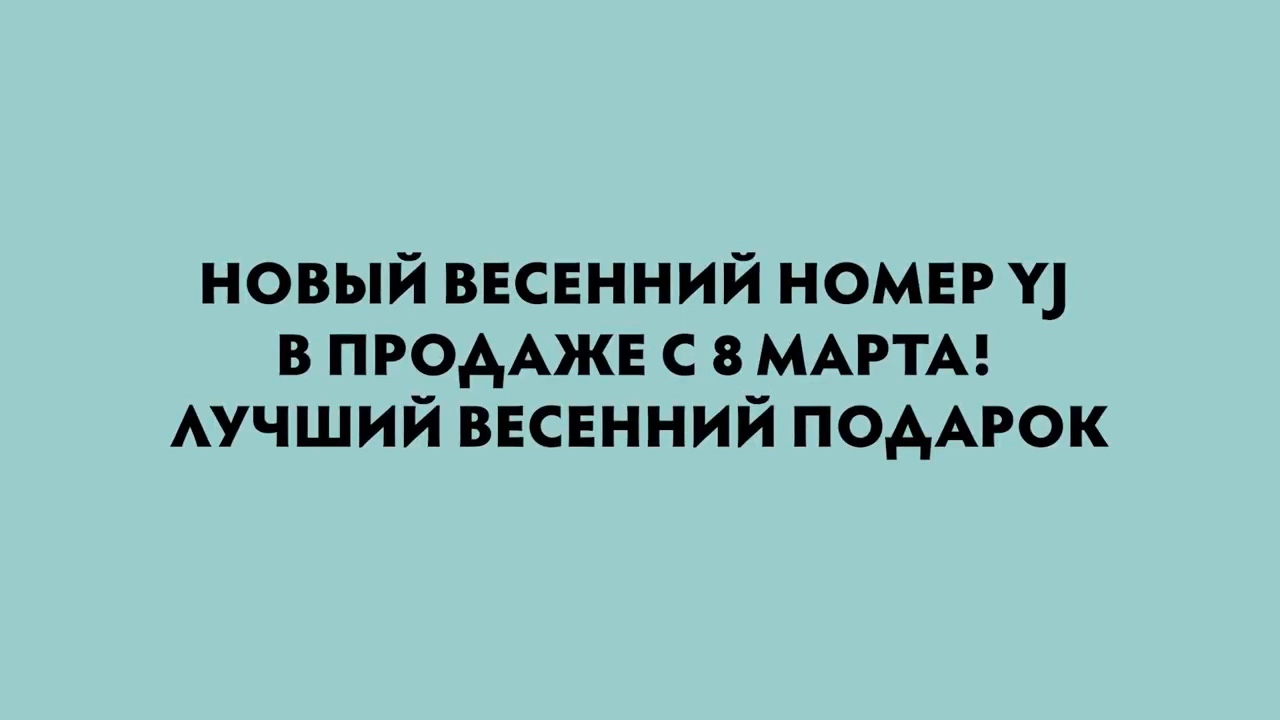 НОВЫЙ ВЕСЕННИЙ НОМЕР YJ
В ПРОДАЖЕ С 8 МАРТА!
ЛУЧШИЙ ВЕСЕННИЙ ПОДАРОК